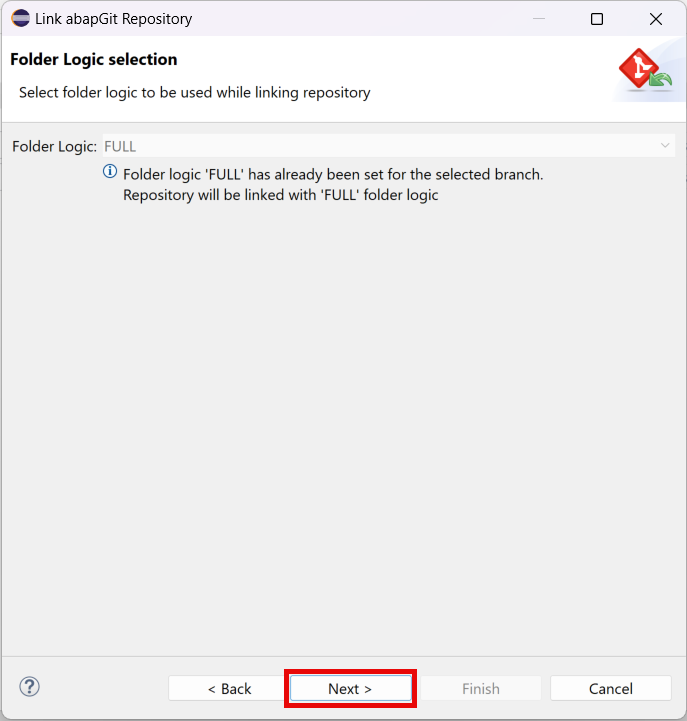 Link abapGit Repository
Folder Logic selection
Select folder logic to be used while linking repository
Folder Logic: FULL
Folder logic 'FULL' has already been set for the selected branch.
Repository will be linked with 'FULL' folder logic
< Back Next > Finish Cancel